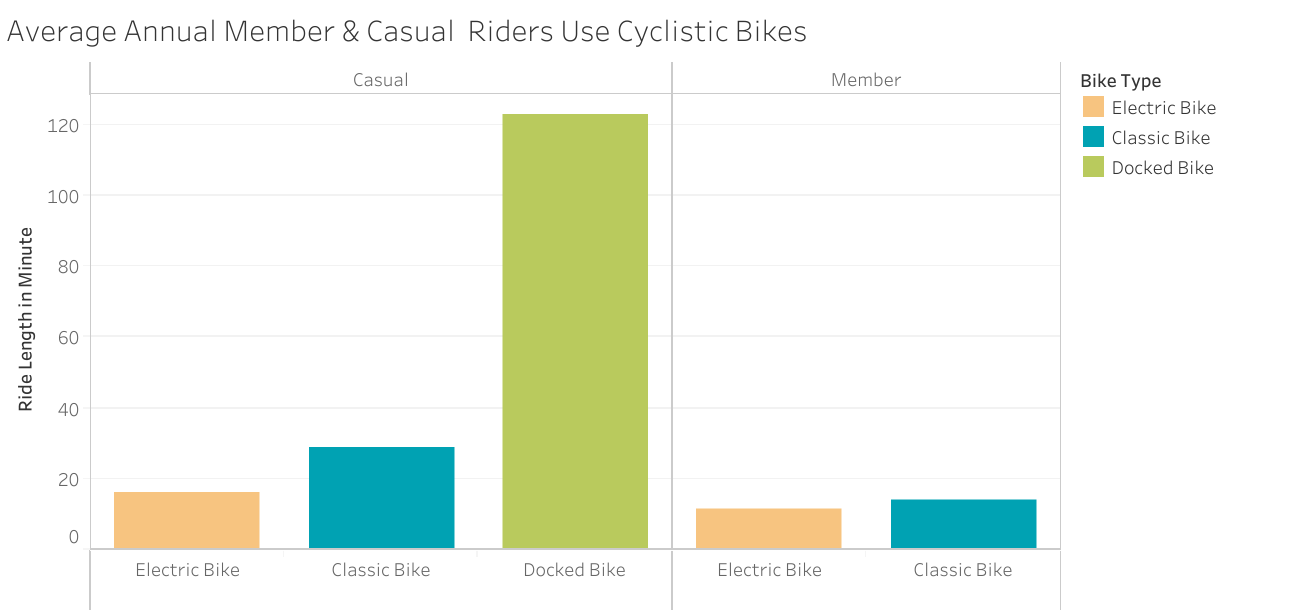 Average Annual Member & Casual  Riders Use Cyclistic Bikes
Casual
Member
Bike Type
Electric Bike
Classic Bike
Docked Bike
Ride Length in Minute
120
100
80
60
40
20
0
Electric Bike
Classic Bike
Docked Bike
Electric Bike
Classic Bike